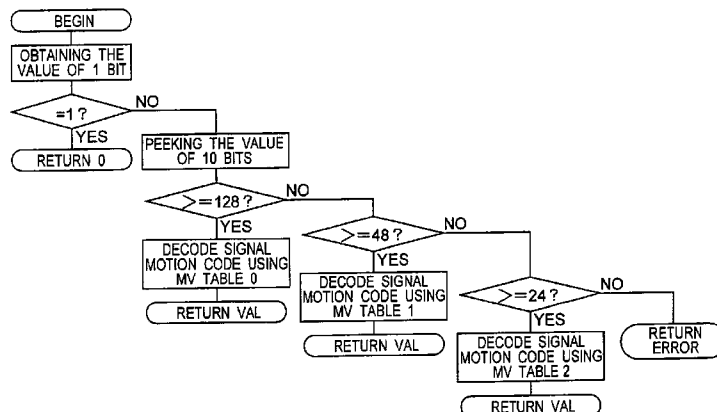 BEGIN
OBTAINING THE
VALUE OF 1 BIT
=1?
NO
YES
RETURN 0
PEEKING THE VALUE
OF 10 BITS
>=128?
NO
YES
DECODE SIGNAL
MOTION CODE USING
MV TABLE 0
RETURN VAL
>=48?
NO
YES
DECODE SIGNAL
MOTION CODE USING
MV TABLE 1
RETURN VAL
>=24?
NO
YES
DECODE SIGNAL
MOTION CODE USING
MV TABLE 2
RETURN VAL
RETURN
ERROR